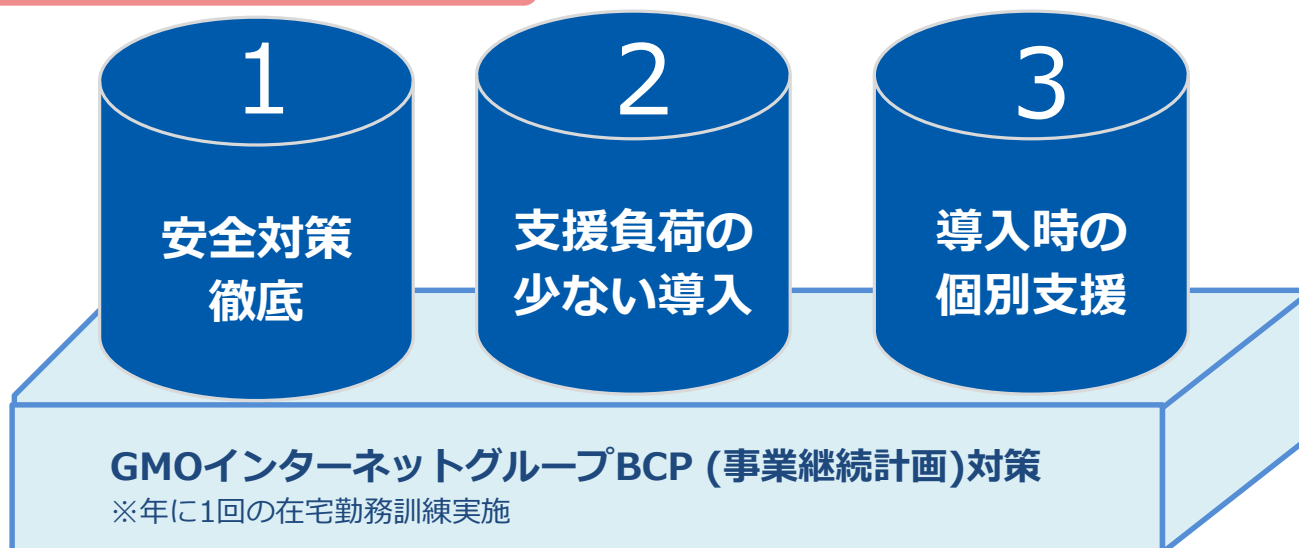 1
安全対策
徹底
2
支援負荷の
少ない導入
3
導入時の
個別支援
GMOインターネットグループBCP (事業継続計画)対策
※年に1回の在宅勤務訓練実施